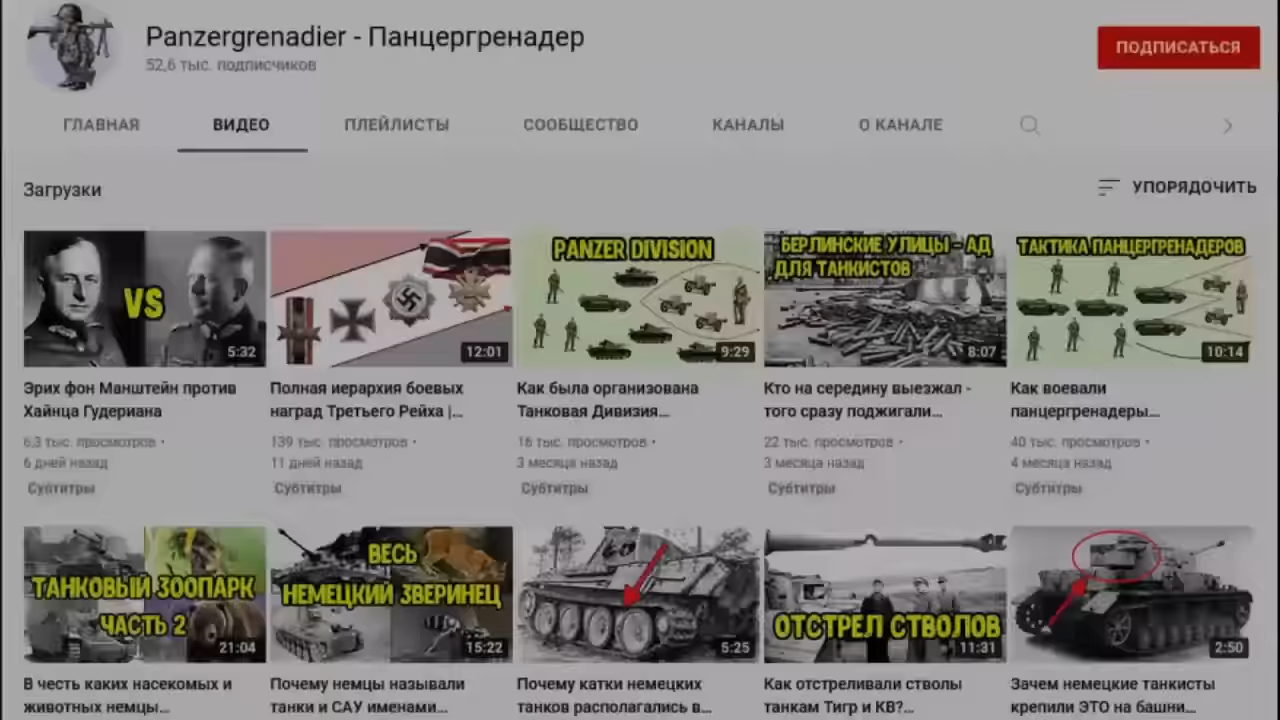 Panzergrenadier - Панцергренадер
52,6 тыс. подписчиков
ПОДПИСАТЬСЯ
ГЛАВНАЯ
ВИДЕО
ПЛЕЙЛИСТЫ
СООБЩЕСТВО
КАНАЛЫ
О КАНАЛЕ
Загрузки
УПОРЯДОЧИТЬ
VS
5:32
12:01
PANZER DIVISION
9:29
БЕРЛИНСКИЕ УЛИЦЫ - АД
ДЛЯ ТАНКИСТОВ
8:07
ТАКТИКА ПАНЦЕРГРЕНАДЕРОВ
10:14
Эрих фон Манштейн против
Хайнца Гудериана
6,3 тыс. просмотров •
6 дней назад
Субтитры
Полная иерархия боевых
наград Третьего Рейха |...
139 тыс. просмотров •
11 дней назад
Субтитры
Как была организована
Танковая Дивизия...
16 тыс. просмотров •
3 месяца назад
Субтитры
Кто на середину выезжал -
того сразу поджигали...
22 тыс. просмотров •
3 месяца назад
Субтитры
Как воевали
панцергренадеры...
40 тыс. просмотров •
4 месяца назад
Субтитры
ТАНКОВЫЙ ЗООПАРК
ЧАСТЬ 2
21:04
ВЕСЬ
НЕМЕЦКИЙ ЗВЕРИНЕЦ
15:22
5:25
ОТСТРЕЛ СТВОЛОВ
11:31
2:50
В честь каких насекомых и
животных немцы...
Почему немцы называли
танки и САУ именами...
Почему катки немецких
танков располагались в...
Как отстреливали стволы
танкам Тигр и КВ?...
Зачем немецкие танкисты
крепили ЭТО на башни...